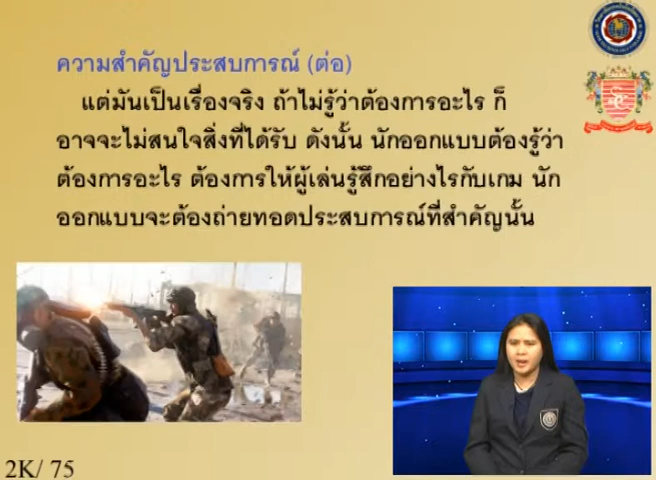 ความสำคัญประสบการณ์ (ต่อ)
แต่มันเป็นเรื่องจริง ถ้าไม่รู้ว่าต้องการอะไร ก็
อาจจะไม่สนใจสิ่งที่ได้รับ ดังนั้น นักออกแบบต้องรู้ว่า
ต้องการอะไร ต้องการให้ผู้เล่นรู้สึกอย่างไรกับเกม นัก
ออกแบบจะต้องถ่ายทอดประสบการณ์ที่สำคัญนั้น
2K/ 75